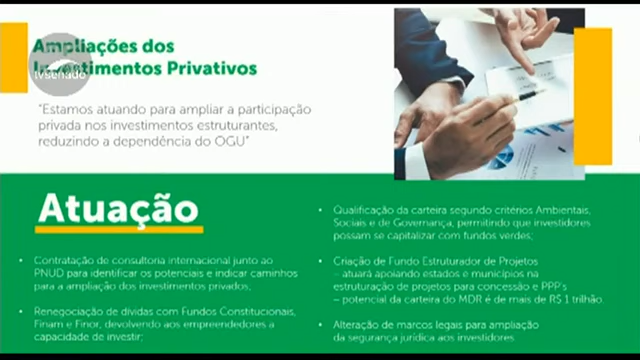 Ampliações dos
Investimentos Privativos
tvsenado
"Estamos atuando para ampliar a participação
privada nos investimentos estruturantes,
reduzindo a dependência do OGU"
Atuação
• Contratação de consultoria internacional junto ao
PNUD para identificar os potenciais e indicar caminhos
para a ampliação dos investimentos privados;
• Renegociação de dívidas com Fundos Constitucionais,
Finam e Finor, devolvendo aos empreendedores a
capacidade de investir;
• Qualificação da carteira segundo critérios Ambientais,
Sociais e de Governança, permitindo que investidores
possam se capitalizar com fundos verdes;
• Criação de Fundo Estruturador de Projetos
– atuará apoiando estados e municípios na
estruturação de projetos para concessão e PPP's
– potencial da carteira do MDR é de mais de R$ 1 trilhão.
• Alteração de marcos legais para ampliação
da segurança jurídica aos investidores